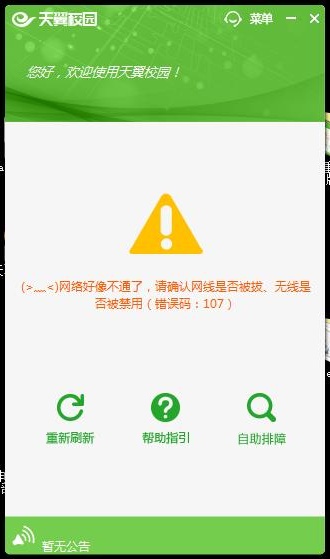 天翼校园
菜单
您好，欢迎使用天翼校园！
(>﹏<)网络好像不通了，请确认网线是否被拔、无线是
否被禁用（错误码：107）
重新刷新
帮助指引
自助排障
暂无公告